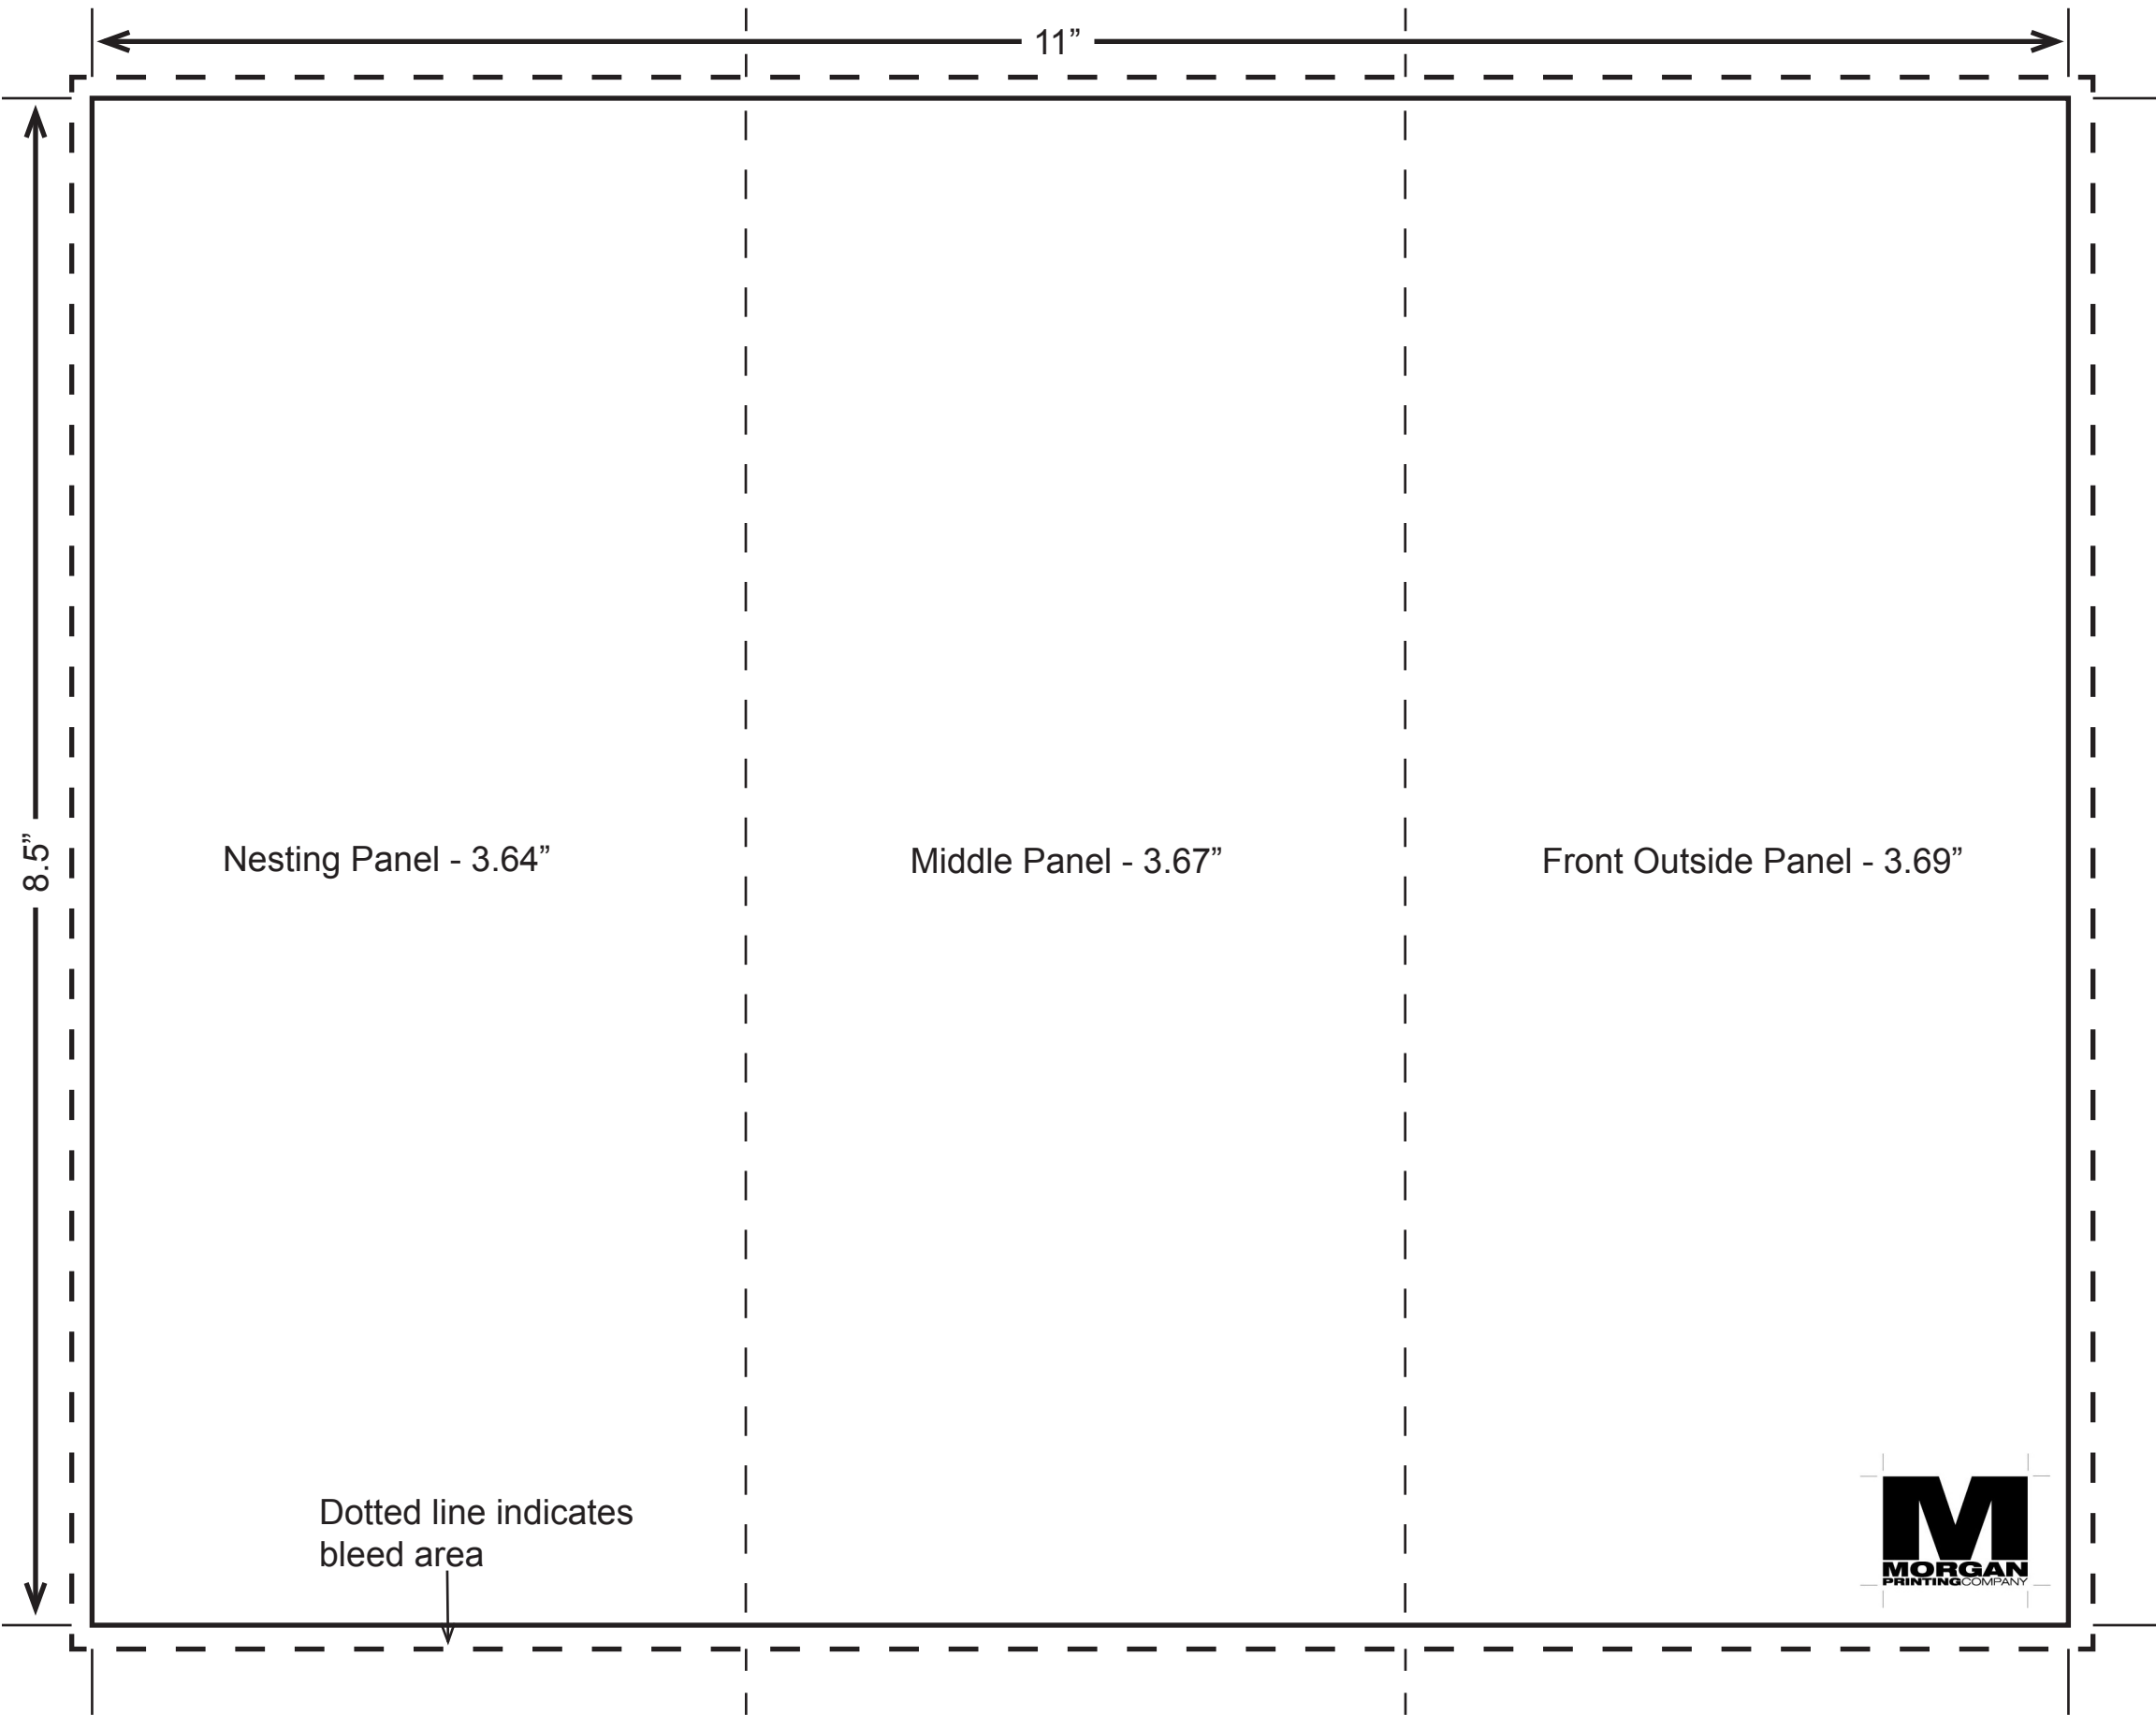 11”
8.5”
Nesting Panel - 3.64”
Middle Panel - 3.67”
Front Outside Panel - 3.69”
Dotted line indicates
bleed area
M
MORGAN
PRINTINGCOMPANY